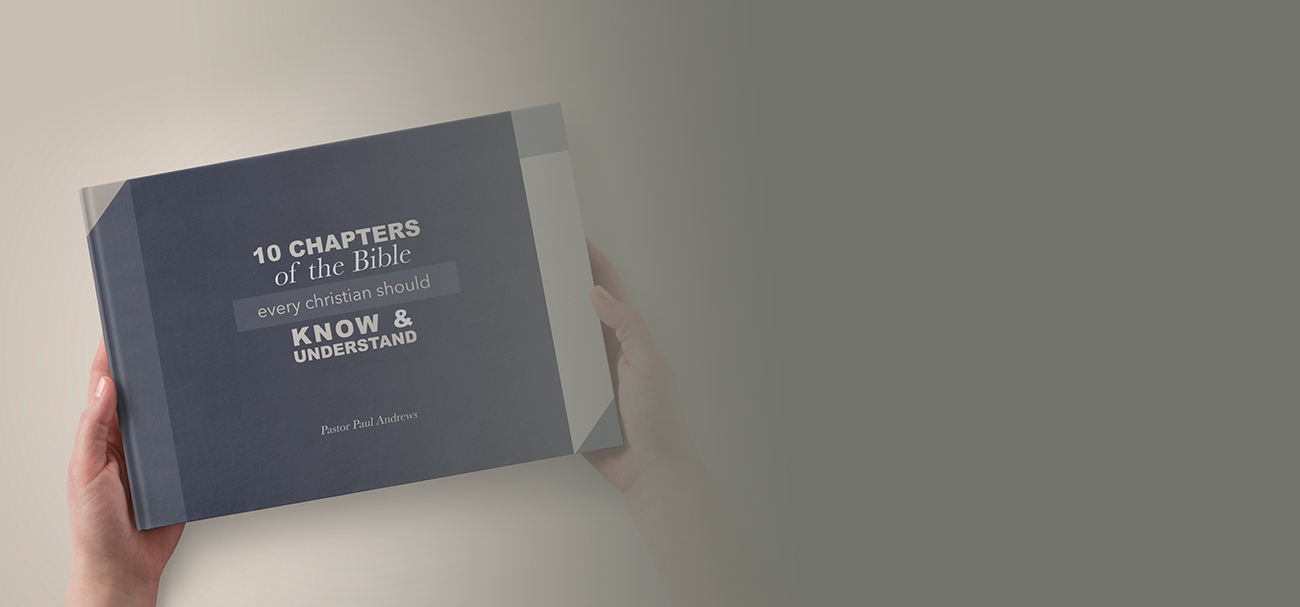 10 CHAPTERS
of the Bible
every christian should
KNOW &
UNDERSTAND
Pastor Paul Andrews